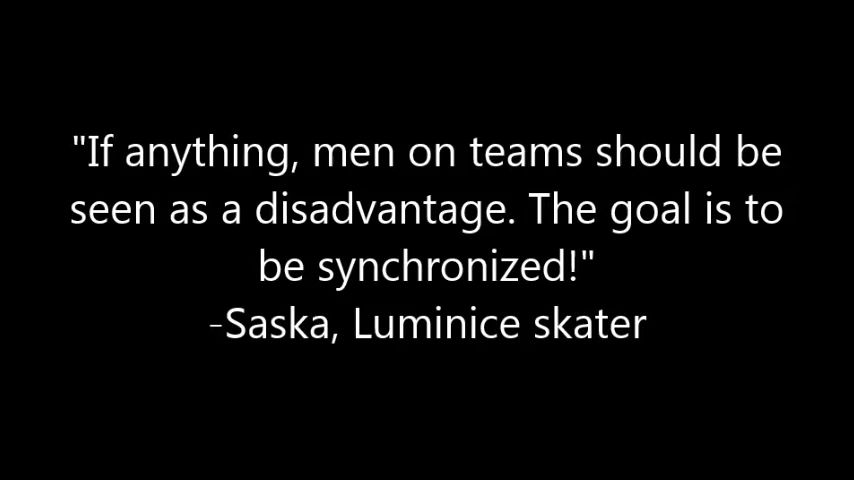 "If anything, men on teams should be
seen as a disadvantage. The goal is to
be synchronized!"
-Saska, Luminice skater